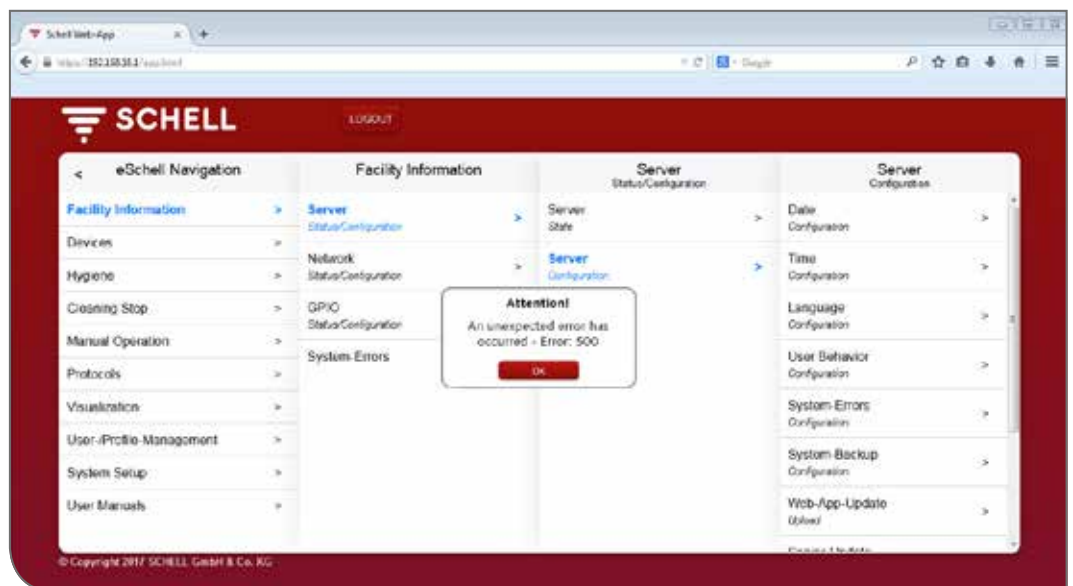 Schell Web-App
Google
SCHELL
LOGOUT
< eSchell Navigation
Facility Information >
Devices >
Hygiene >
Cleaning Stop >
Manual Operation >
Protocols >
Visualization >
User-/Profile-Management >
System Setup >
User Manuals >
Facility Information
Server >
Status/Configuration
Network >
Status/Configuration
GPIO
Status/Configuration
System-Errors
Server
Status/Configuration
Server >
State
Server >
Configuration
Server
Configuration
Date >
Configuration
Time >
Configuration
Language >
Configuration
User Behavior >
Configuration
System-Errors >
Configuration
System-Backup >
Configuration
Web-App-Update >
Upload
Attention!
An unexpected error has
occurred - Error: 500
OK
© Copyright 2017 SCHELL GmbH & Co. KG